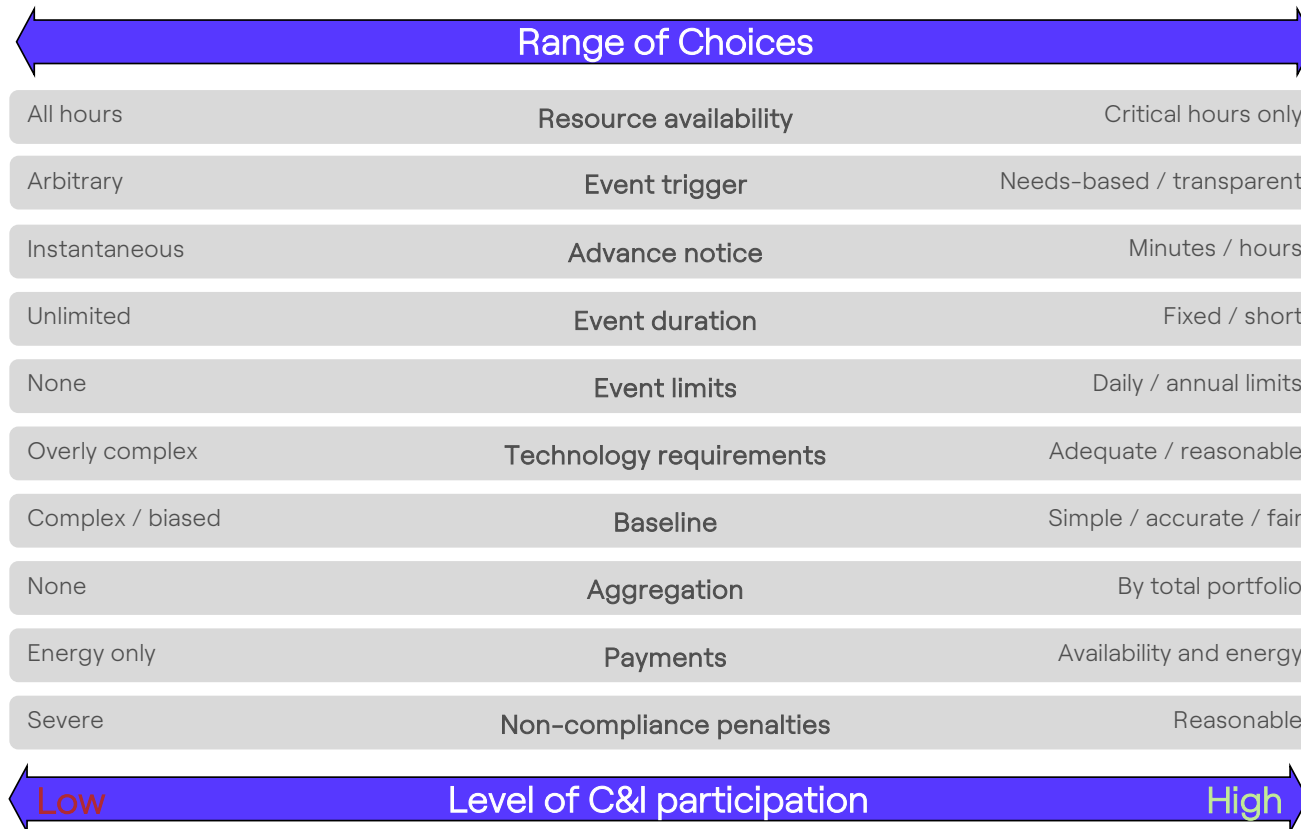 Range of Choices
All hours Resource availability Critical hours only
Arbitrary Event trigger Needs-based / transparent
Instantaneous Advance notice Minutes / hours
Unlimited Event duration Fixed / short
None Event limits Daily / annual limits
Overly complex Technology requirements Adequate / reasonable
Complex / biased Baseline Simple / accurate / fair
None Aggregation By total portfolio
Energy only Payments Availability and energy
Severe Non-compliance penalties Reasonable
Low Level of C&I participation High